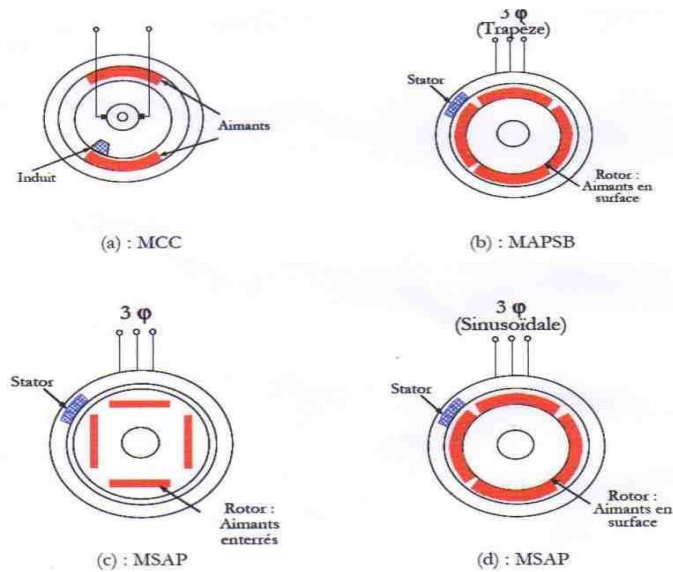 Aimants
Induit
(a) : MCC
3 φ
(Trapèze)
Stator
Rotor :
Aimants en
surface
(b) : MAPSB
3 φ
Stator
Rotor :
Aimants
enterrés
(c) : MSAP
3 φ
(Sinusoïdale)
Stator
Rotor :
Aimants en
surface
(d) : MSAP